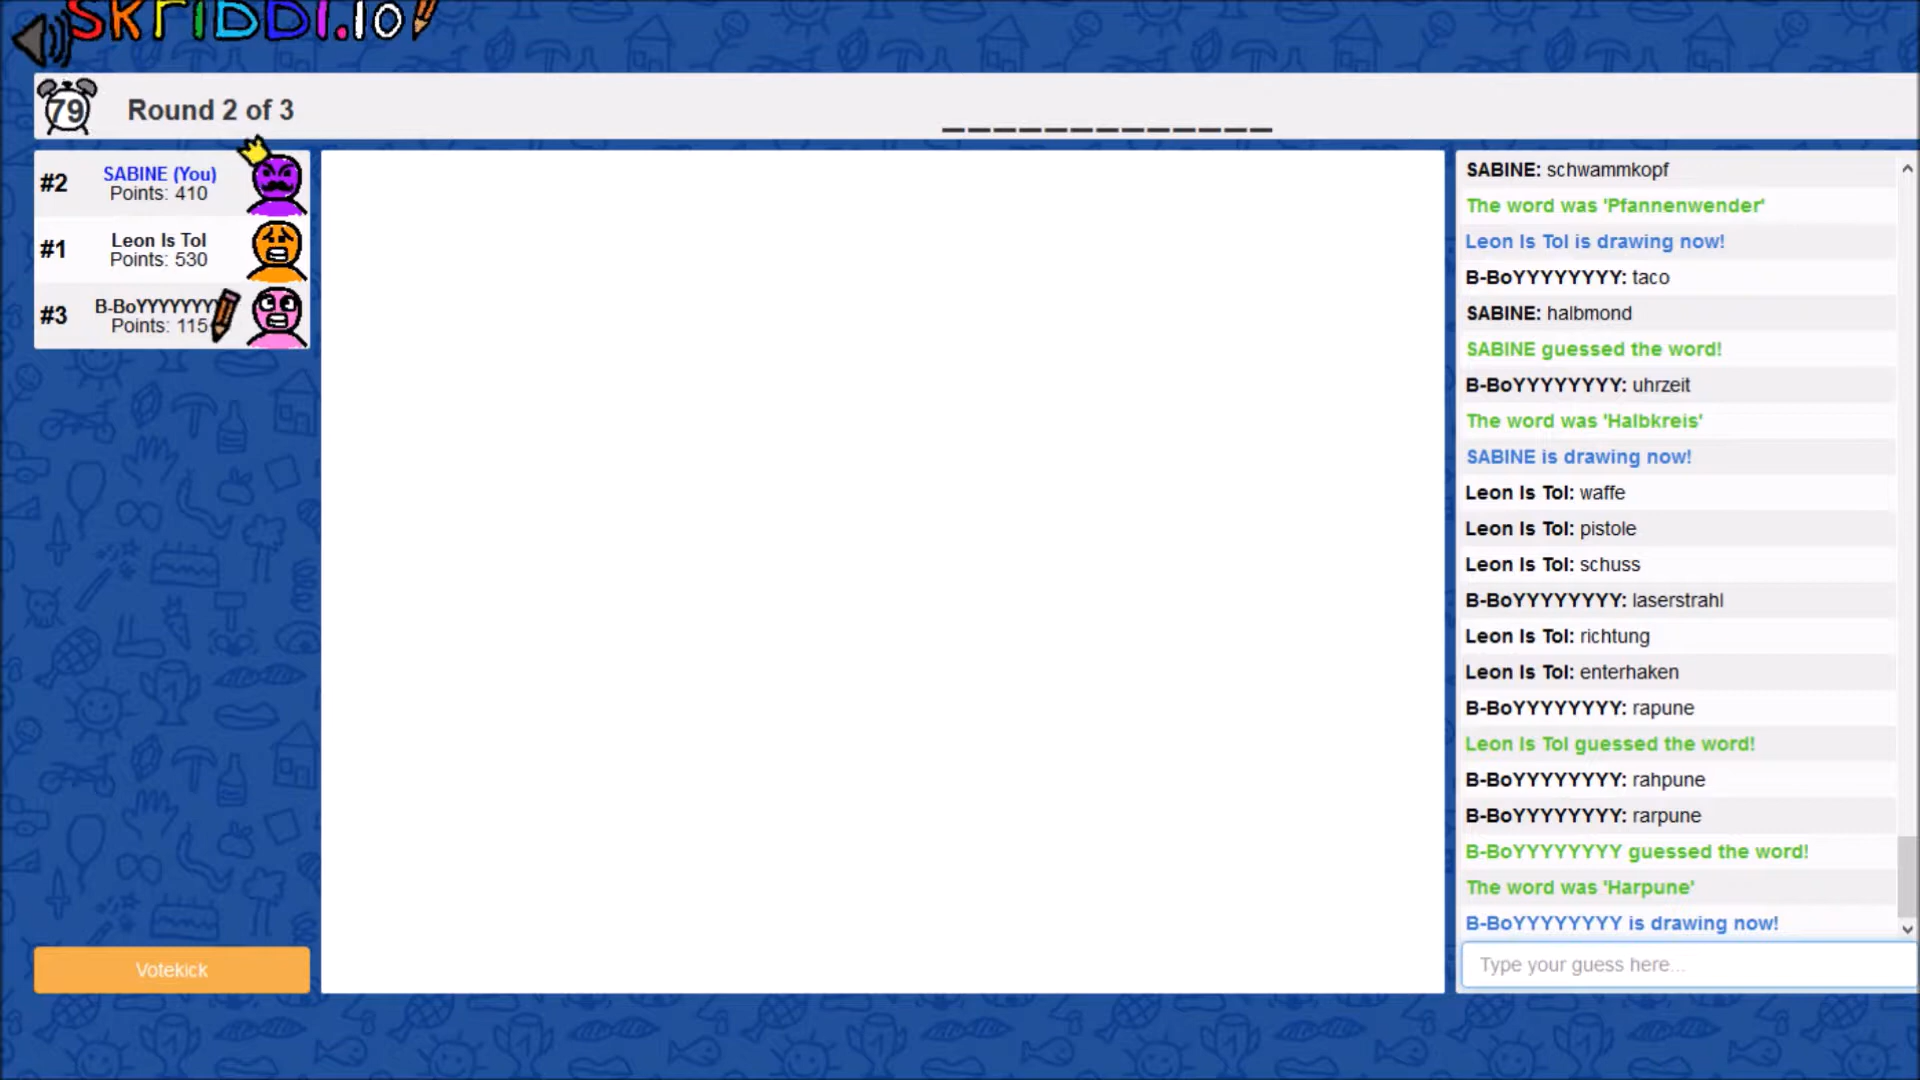 skribbl.io
79
Round 2 of 3
_ _ _ _ _ _ _ _ _ _ _ _ _
#2
SABINE (You)
Points: 410
#1
Leon Is Tol
Points: 530
#3
B-BoYYYYYYY
Points: 115
Votekick
SABINE: schwammkopf
The word was 'Pfannenwender'
Leon Is Tol is drawing now!
B-BoYYYYYYYY: taco
SABINE: halbmond
SABINE guessed the word!
B-BoYYYYYYYY: uhrzeit
The word was 'Halbkreis'
SABINE is drawing now!
Leon Is Tol: waffe
Leon Is Tol: pistole
Leon Is Tol: schuss
B-BoYYYYYYYY: laserstrahl
Leon Is Tol: richtung
Leon Is Tol: enterhaken
B-BoYYYYYYYY: rapune
Leon Is Tol guessed the word!
B-BoYYYYYYYY: rahpune
B-BoYYYYYYYY: rarpune
B-BoYYYYYYYY guessed the word!
The word was 'Harpune'
B-BoYYYYYYYY is drawing now!
Type your guess here...